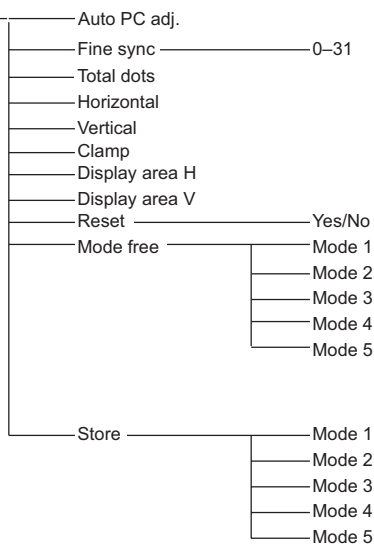 Auto PC adj.
Fine sync 0–31
Total dots
Horizontal
Vertical
Clamp
Display area H
Display area V
Reset Yes/No
Mode free Mode 1
Mode 2
Mode 3
Mode 4
Mode 5
Store Mode 1
Mode 2
Mode 3
Mode 4
Mode 5